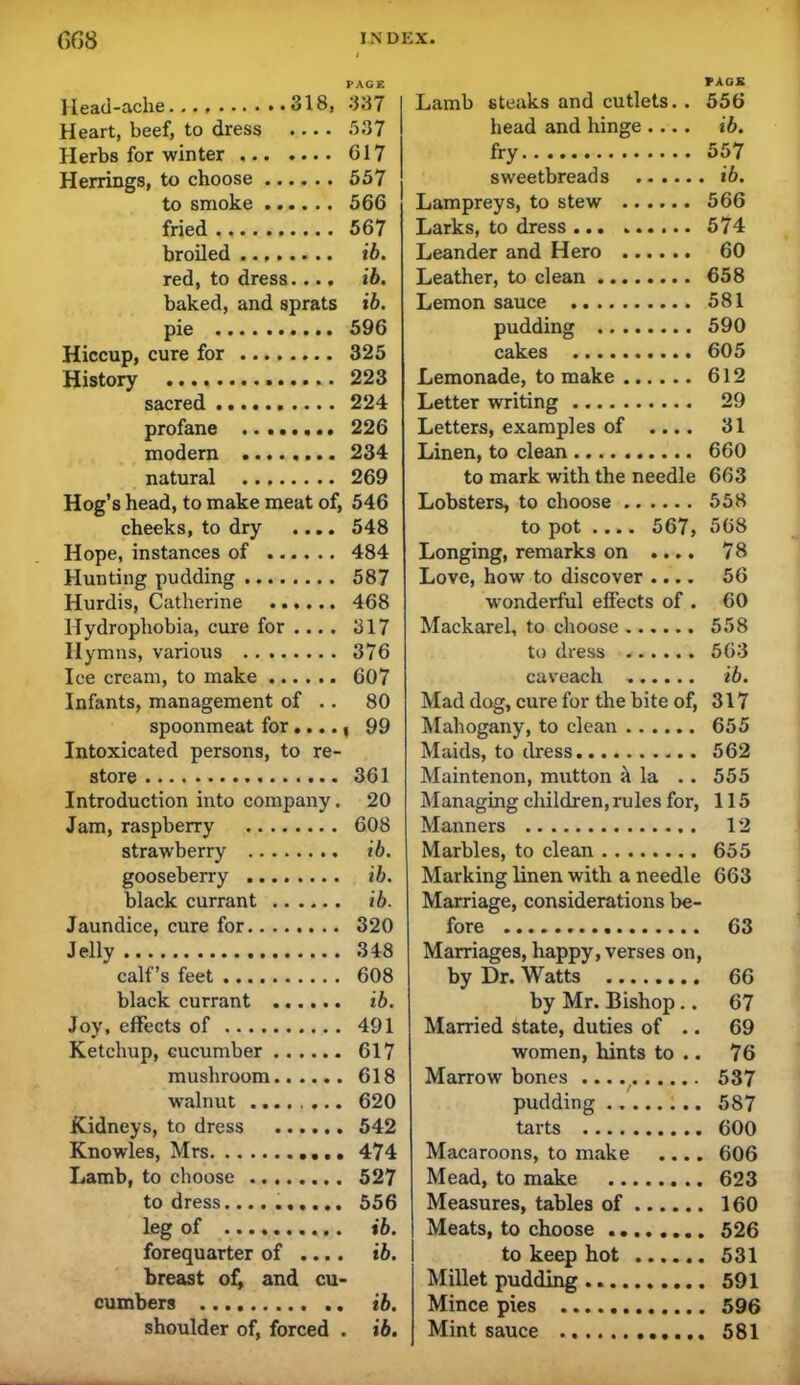 668
INDEX.
PAGE
Head-ache...........318, 337
Heart, beef, to dress .... 537
Herbs for winter ........ 617
Herrings, to choose ...... 557
to smoke ...... 566
fried .......... 567
broiled ........ ib.
red, to dress.... ib.
baked, and sprats ib.
pie .......... 596
Hiccup, cure for ........ 325
History .............. 223
sacred .......... 224
profane ........ 226
modern ........ 234
natural ........ 269
Hog's head, to make meat of, 546
cheeks, to dry .... 548
Hope, instances of ...... 484
Hunting pudding ........ 587
Hurdis, Catherine ...... 468
Hydrophobia, cure for .... 317
Hymns, various ........ 376
Ice cream, to make ...... 607
Infants, management of .. 80
spoonmeat for...., 99
Intoxicated persons, to re-
store ................ 361
Introduction into company. 20
Jam, raspberry ........ 608
strawberry ........ ib.
gooseberry ........ ib.
black currant ...... ib.
Jaundice, cure for........ 320
Jelly .................. 348
calf's feet .......... 608
black currant ...... ib.
Joy, effects of .......... 491
Ketchup, cucumber ...... 617
mushroom...... 618
walnut ........ 620
Kidneys, to dress ...... 542
Knowles, Mrs........... 474
Lamb, to choose ........ 527
to dress.......... 556
leg of .......... ib.
forequarter of .... ib.
breast of, and cu-
cumbers ........... ib.
shoulder of, forced . ib.
PAGE
Lamb steaks and cutlets.. 556
head and hinge .... ib.
fry.............. 557
sweetbreads ...... ib.
Lampreys, to stew ...... 566
Larks, to dress ......... 574
Leander and Hero ...... 60
Leather, to clean ........ 658
Lemon sauce .......... 581
pudding ........ 590
cakes .......... 605
Lemonade, to make ...... 612
Letter writing .......... 29
Letters, examples of .... 31
Linen, to clean .......... 660
to mark with the needle 663
Lobsters, to choose ...... 558
to pot .... 567, 568
Longing, remarks on .... 78
Love, how to discover .... 56
wonderful effects of . 60
Mackarel, to choose ...... 558
to dress ...... 563
caveach ...... ib.
Mad dog, cure for the bite of, 317
Mahogany, to clean ...... 655
Maids, to dress.......... 562
Maintenon, mutton à la .. 555
Managing children, rules for, 115
Manners .............. 12
Marbles, to clean ........ 655
Marking linen with a needle 663
Marriage, considerations be-
fore ................ 63
Marriages, happy, verses on,
by Dr. Watts ........ 66
by Mr. Bishop.. 67
Married state, duties of .. 69
women, hints to .. 76
Marrow bones .......... 537
pudding ........ 587
tarts .......... 600
Macaroons, to make .... 606
Mead, to make ........ 623
Measures, tables of ...... 160
Meats, to choose ........ 526
to keep hot ...... 531
Millet pudding .......... 591
Mince pies ............ 596
Mint sauce ............ 581